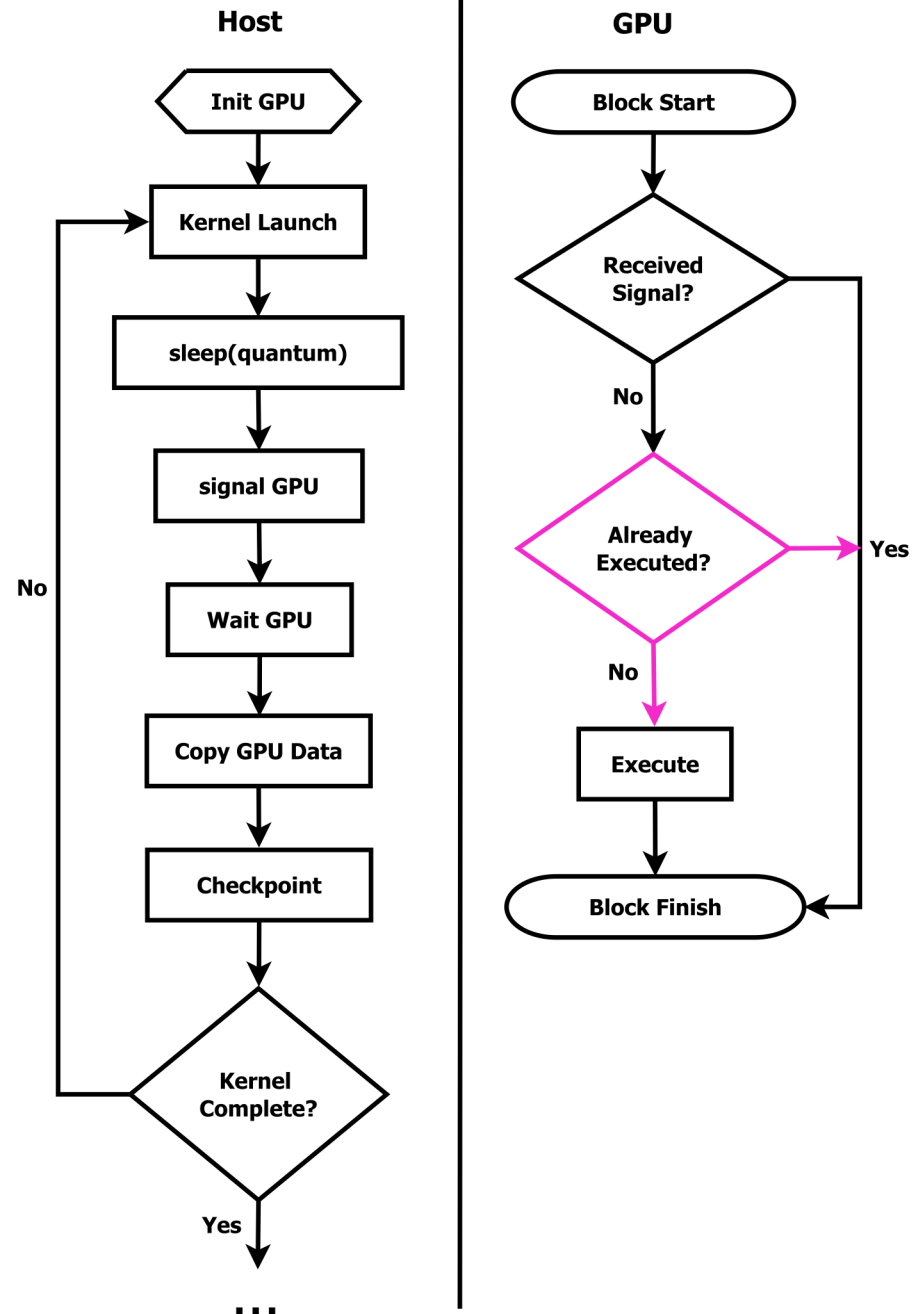 Host
Init GPU
Kernel Launch
sleep(quantum)
signal GPU
No
Wait GPU
Copy GPU Data
Checkpoint
Kernel
Complete?
Yes
...
GPU
Block Start
Received
Signal?
No
Already
Executed?
Yes
No
Execute
Block Finish